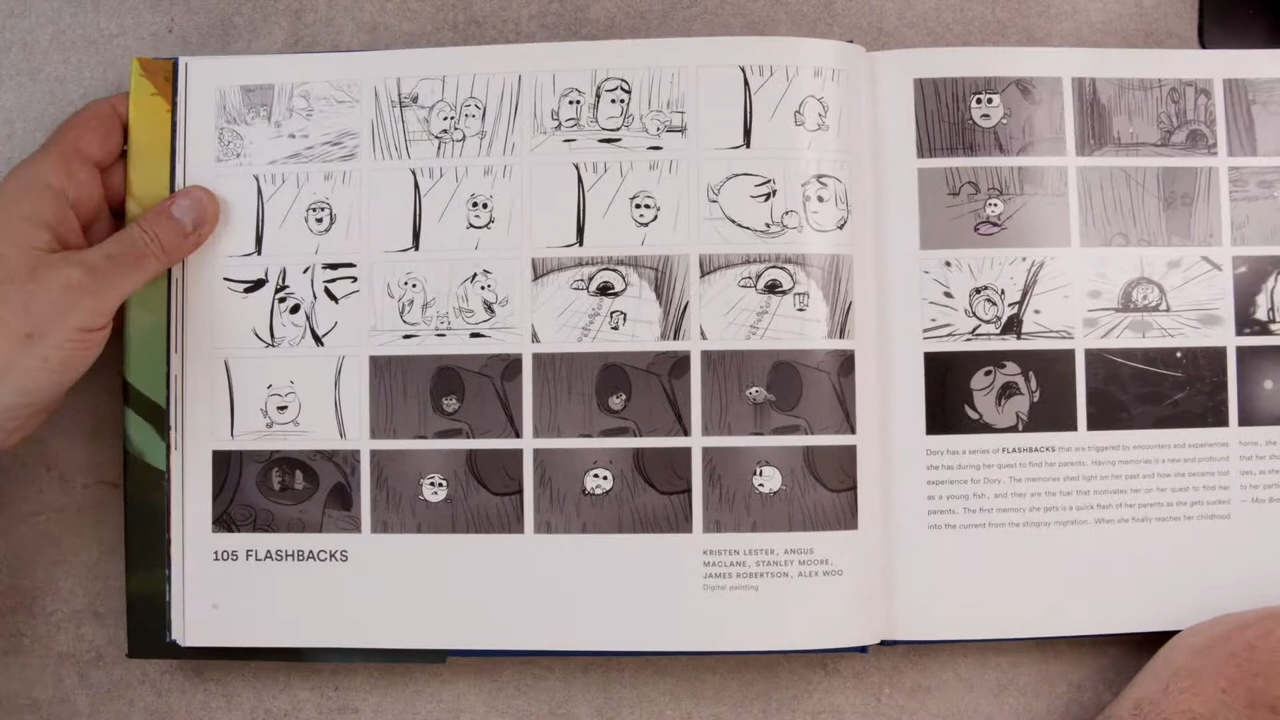 105 FLASHBACKS
KRISTEN LESTER, ANGUS
MACLANE, STANLEY MOORE,
JAMES ROBERTSON, ALEX WOO
Digital painting
Dory has a series of FLASHBACKS that are triggered by encounters and experiences
she has during her quest to find her parents. Having memories is a new and profound
experience for Dory. The memories shed light on her past and how she became lost
as a young fish, and they are the fuel that motivates her on her quest to find her
parents. The first memory she gets is a quick flash of her parents as she gets sucked
into the current from the stingray migration. When she finally reaches her childhood
home, she
that her
izes, as she
to her
— Max